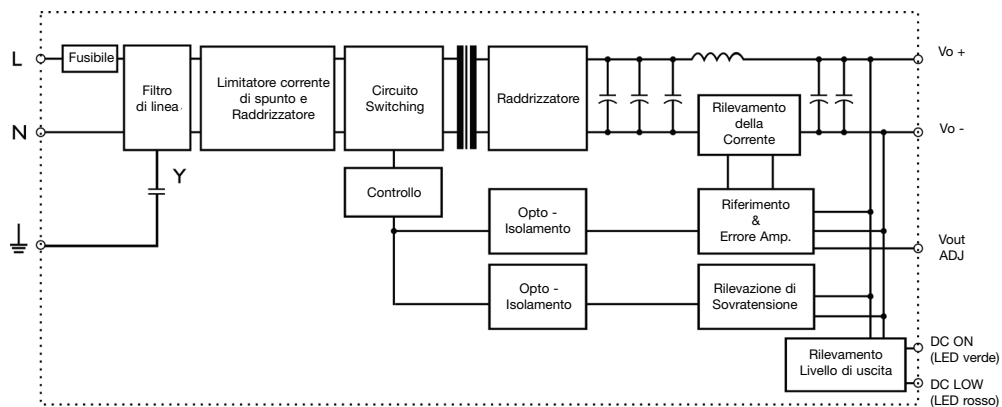 L
N
Fusibile
Filtro
di linea
Limitatore corrente
di spunto e
Raddrizzatore
Circuito
Switching
Raddrizzatore
Rilevamento
della
Corrente
Vo +
Vo -
Y
Controllo
Opto -
Isolamento
Riferimento
&
Errore Amp.
Vout
ADJ
Opto -
Isolamento
Rilevazione di
Sovratensione
Rilevamento
Livello di uscita
DC ON
(LED verde)
DC LOW
(LED rosso)